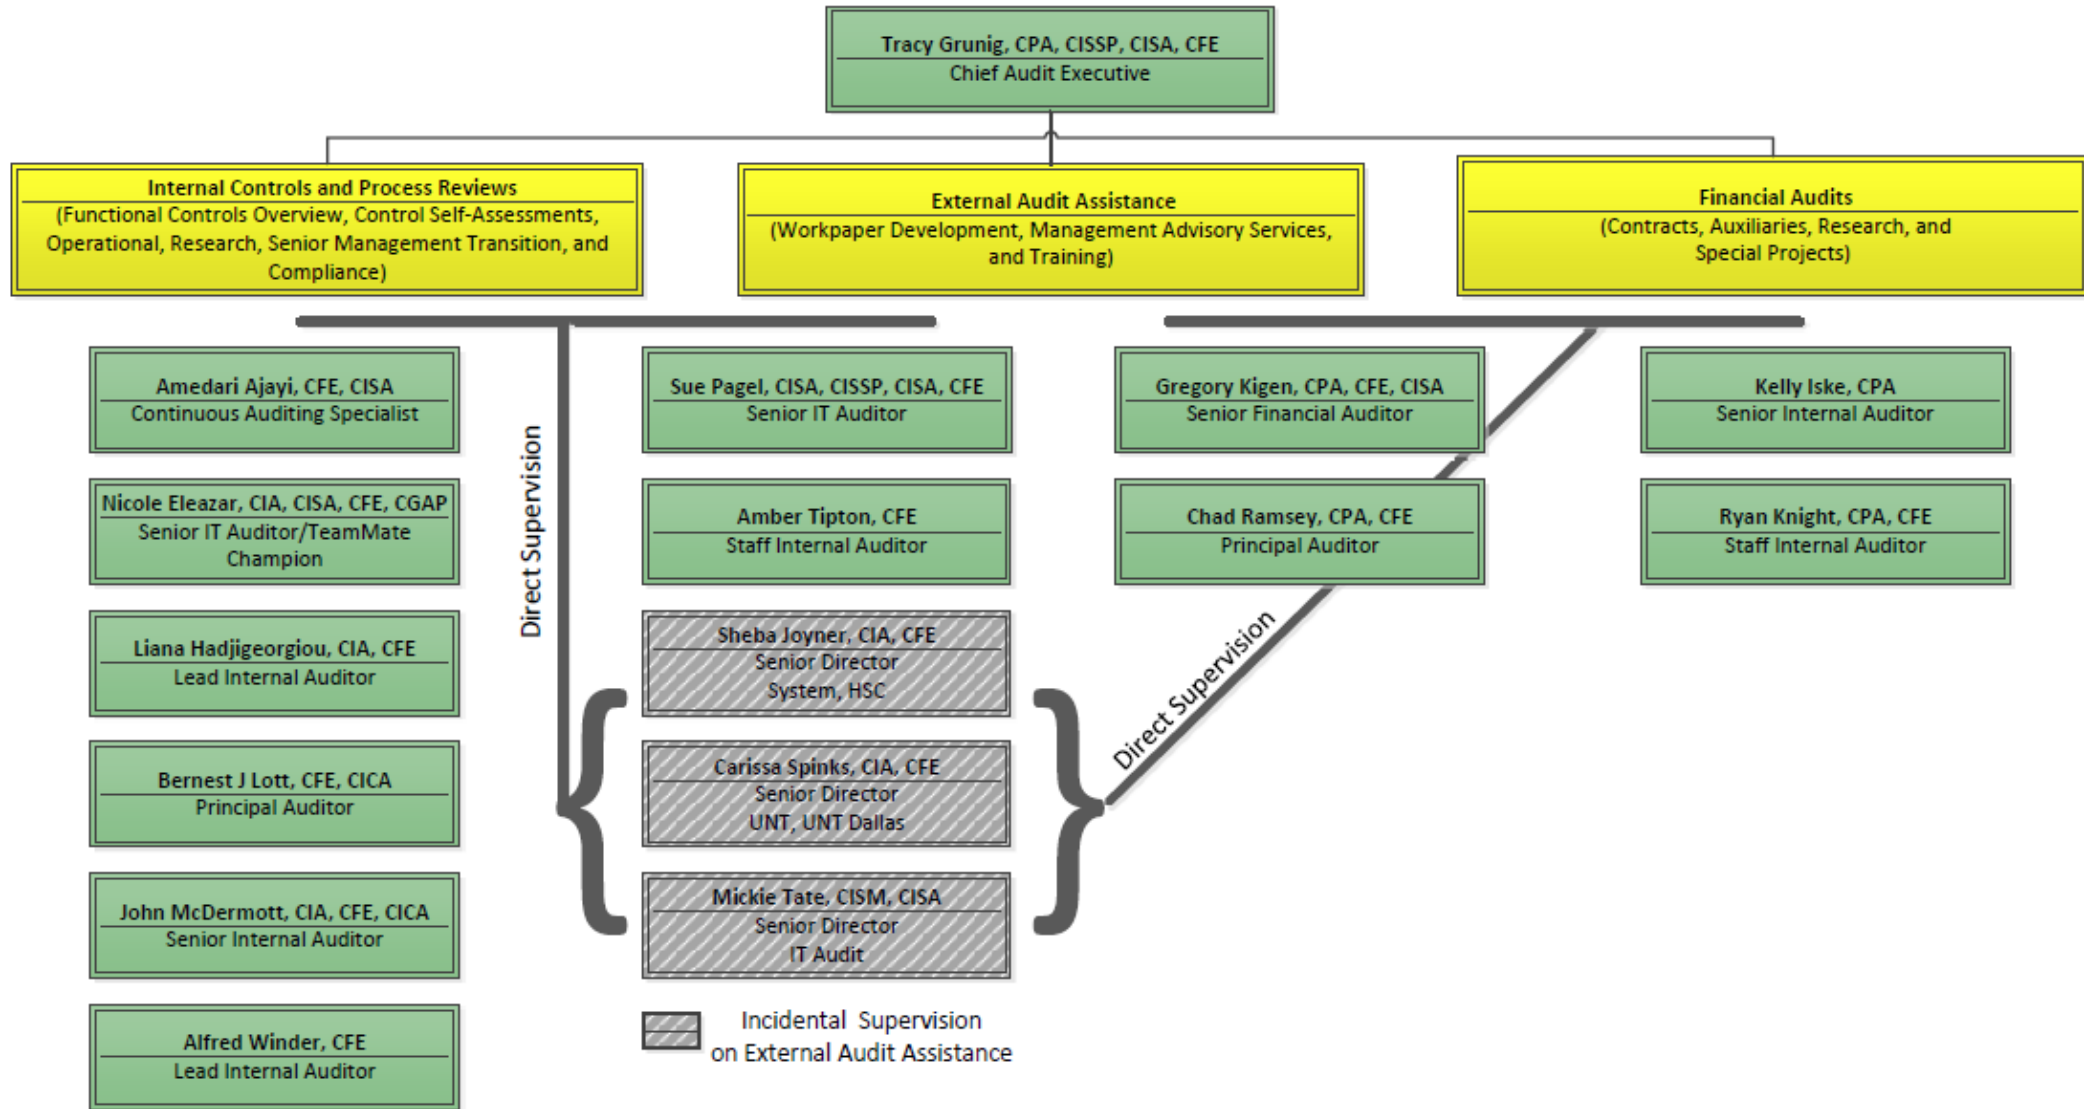 Tracy Grunig, CPA, CISSP, CISA, CFE
Chief Audit Executive
Internal Controls and Process Reviews
(Functional Controls Overview, Control Self-Assessments,
Operational, Research, Senior Management Transition, and
Compliance)
External Audit Assistance
(Workpaper Development, Management Advisory Services,
and Training)
Financial Audits
(Contracts, Auxiliaries, Research, and
Special Projects)
Amedari Ajayi, CFE, CISA
Continuous Auditing Specialist
Nicole Eleazar, CIA, CISA, CFE, CGAP
Senior IT Auditor/TeamMate
Champion
Liana Hadjigeorgiou, CIA, CFE
Lead Internal Auditor
Bernest J Lott, CFE, CICA
Principal Auditor
John McDermott, CIA, CFE, CICA
Senior Internal Auditor
Alfred Winder, CFE
Lead Internal Auditor
Direct Supervision
Sue Pagel, CISA, CISSP, CISA, CFE
Senior IT Auditor
Amber Tipton, CFE
Staff Internal Auditor
Sheba Joyner, CIA, CFE
Senior Director
System, HSC
Carissa Spinks, CIA, CFE
Senior Director
UNT, UNT Dallas
Mickie Tate, CISM, CISA
Senior Director
IT Audit
Incidental Supervision
on External Audit Assistance
Gregory Kigen, CPA, CFE, CISA
Senior Financial Auditor
Chad Ramsey, CPA, CFE
Principal Auditor
Direct Supervision
Kelly Iske, CPA
Senior Internal Auditor
Ryan Knight, CPA, CFE
Staff Internal Auditor